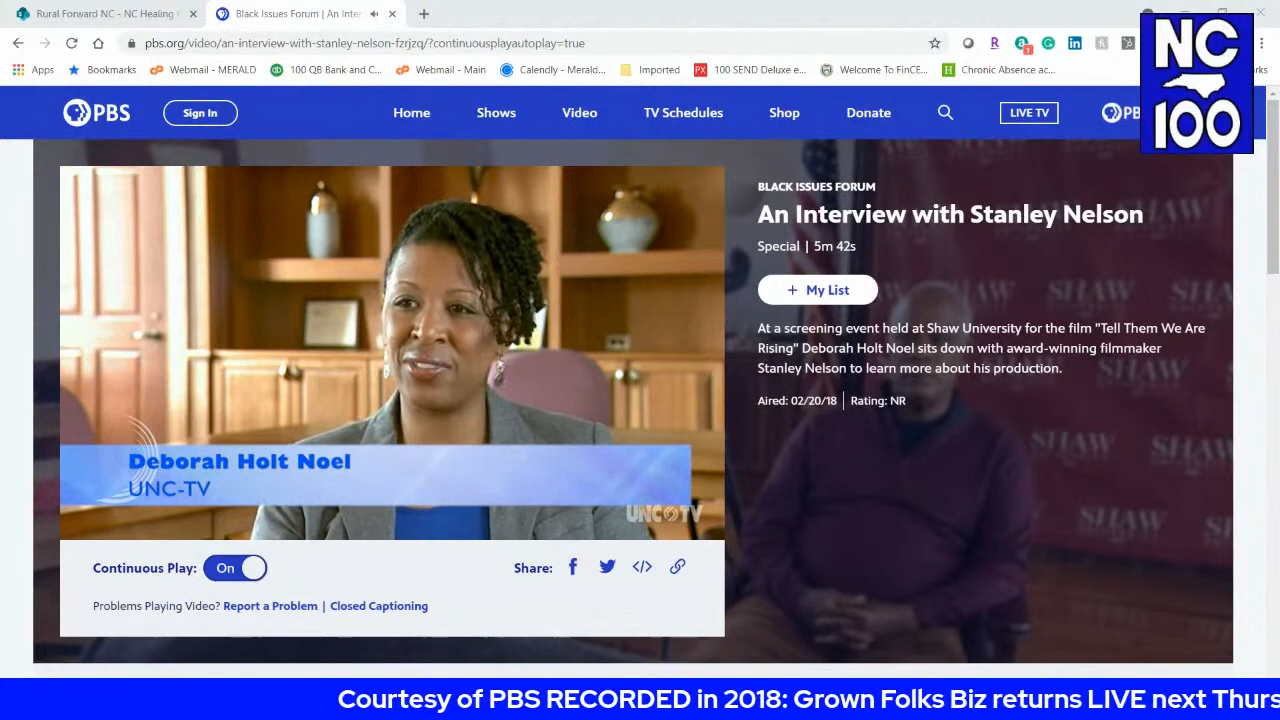 Rural Forward NC - NC Healing
Black Issues Forum | An Inter
pbs.org/video/an-interview-with-stanley-nelson-fzrjzq/?continuousplayautoplay=true
Apps
Bookmarks
Webmail - MERALD
100 QB Bank and C...
Webmail - Main
Calendly - Merald...
Imported
100 SEND Deluxe e...
Welcome To FinCE...
Chronic Absence ac...
NC
100
PBS
Sign In
Home
Shows
Video
TV Schedules
Shop
Donate
LIVE TV
BLACK ISSUES FORUM
An Interview with Stanley Nelson
Special | 5m 42s
+ My List
At a screening event held at Shaw University for the film "Tell Them We Are
Rising" Deborah Holt Noel sits down with award-winning filmmaker
Stanley Nelson to learn more about his production.
Aired: 02/20/18 | Rating: NR
Deborah Holt Noel
UNC-TV
UNC TV
Continuous Play: On
Share:
Problems Playing Video? Report a Problem | Closed Captioning
SHAW
SHAW
SHAW
SHAW
SHAW
SHAW
Courtesy of PBS RECORDED in 2018: Grown Folks Biz returns LIVE next Thurs